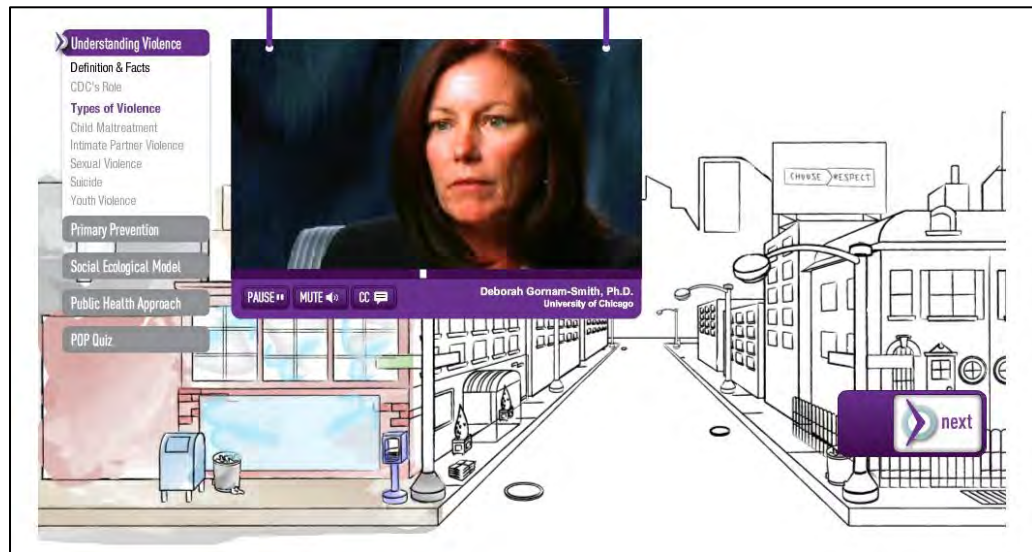 Understanding Violence
Definition & Facts
CDC's Role
Types of Violence
Child Maltreatment
Intimate Partner Violence
Sexual Violence
Suicide
Youth Violence
Primary Prevention
Social Ecological Model
Public Health Approach
POP Quiz
PAUSE
MUTE
CC
Deborah Gornam-Smith, Ph.D.
University of Chicago
CHOOSE RESPECT
next